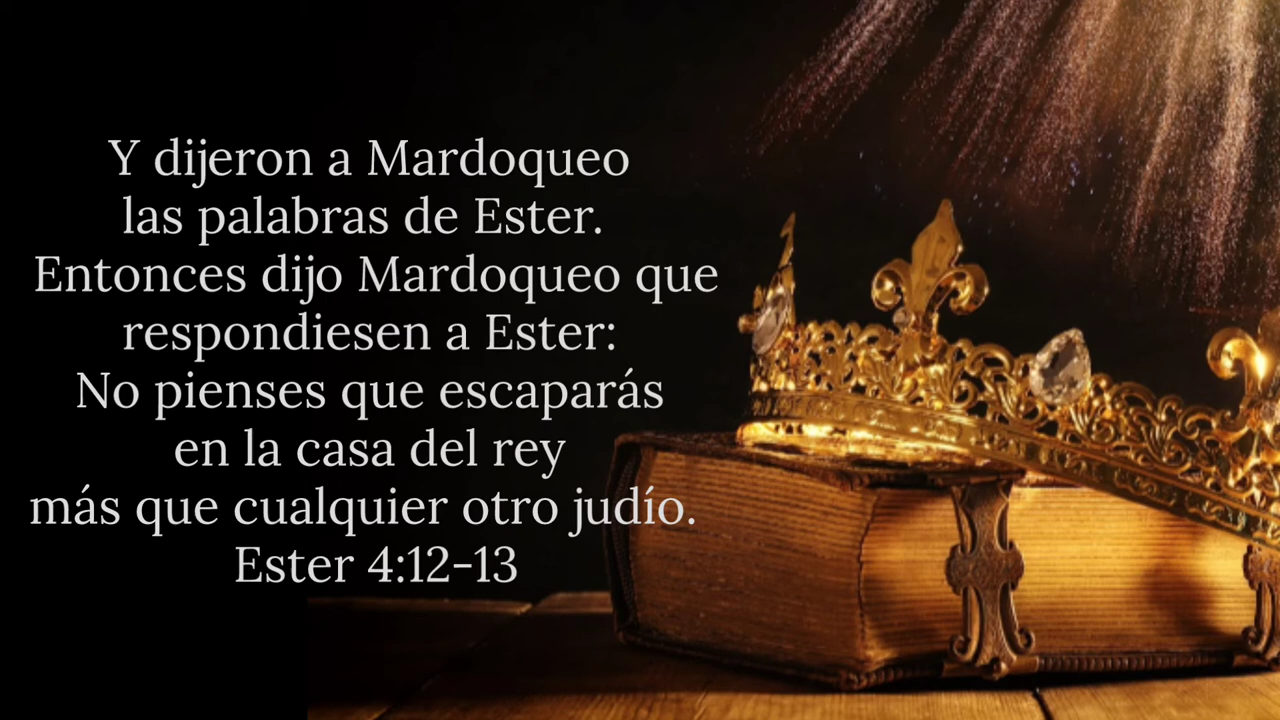 Y dijeron a Mardoqueo
las palabras de Ester.
Entonces dijo Mardoqueo que
respondiesen a Ester:
No pienses que escaparás
en la casa del rey
más que cualquier otro judío.
Ester 4:12-13